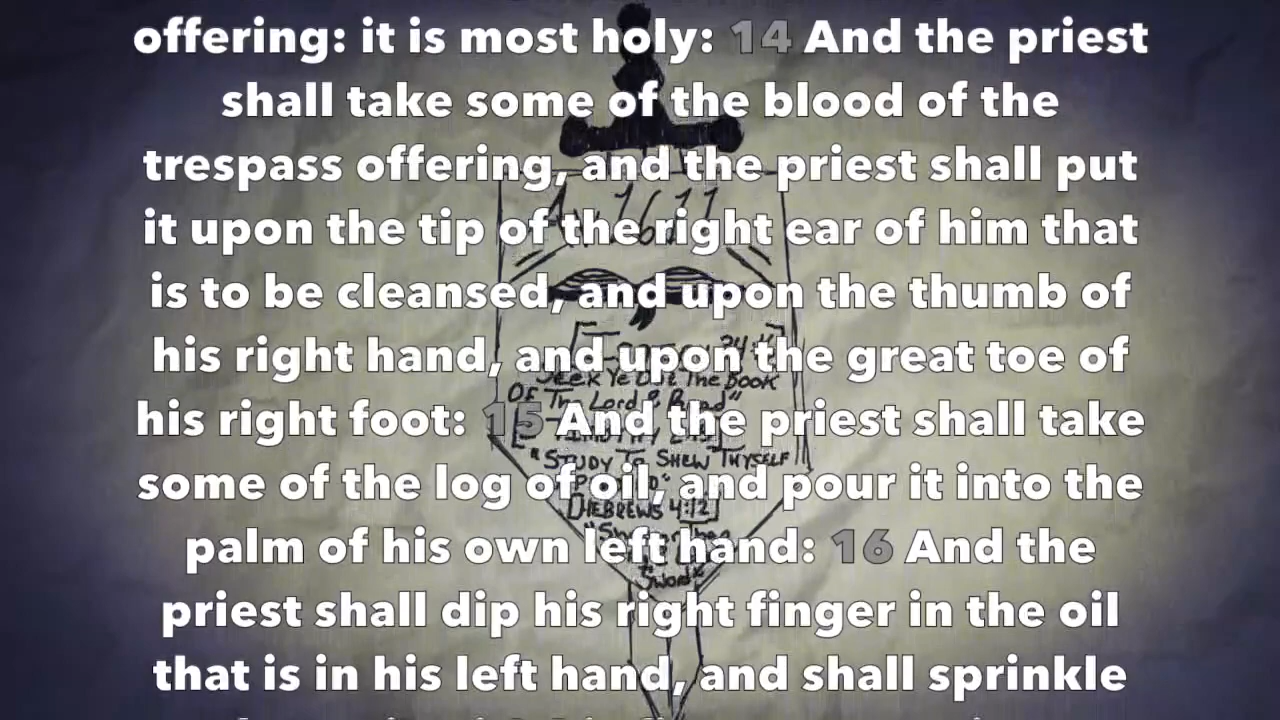 offering: it is most holy: 14 And the priest
shall take some of the blood of the
trespass offering, and the priest shall put
it upon the tip of the right ear of him that
is to be cleansed, and upon the thumb of
his right hand, and upon the great toe of
his right foot: 15 And the priest shall take
some of the log of oil, and pour it into the
palm of his own left hand: 16 And the
priest shall dip his right finger in the oil
that is in his left hand, and shall sprinkle
1611
Seek Ye Out The Book
Of The Lord & Read"
"STUDY To SHEW THYSELF
[HEBREWS 4:12]
Sword"